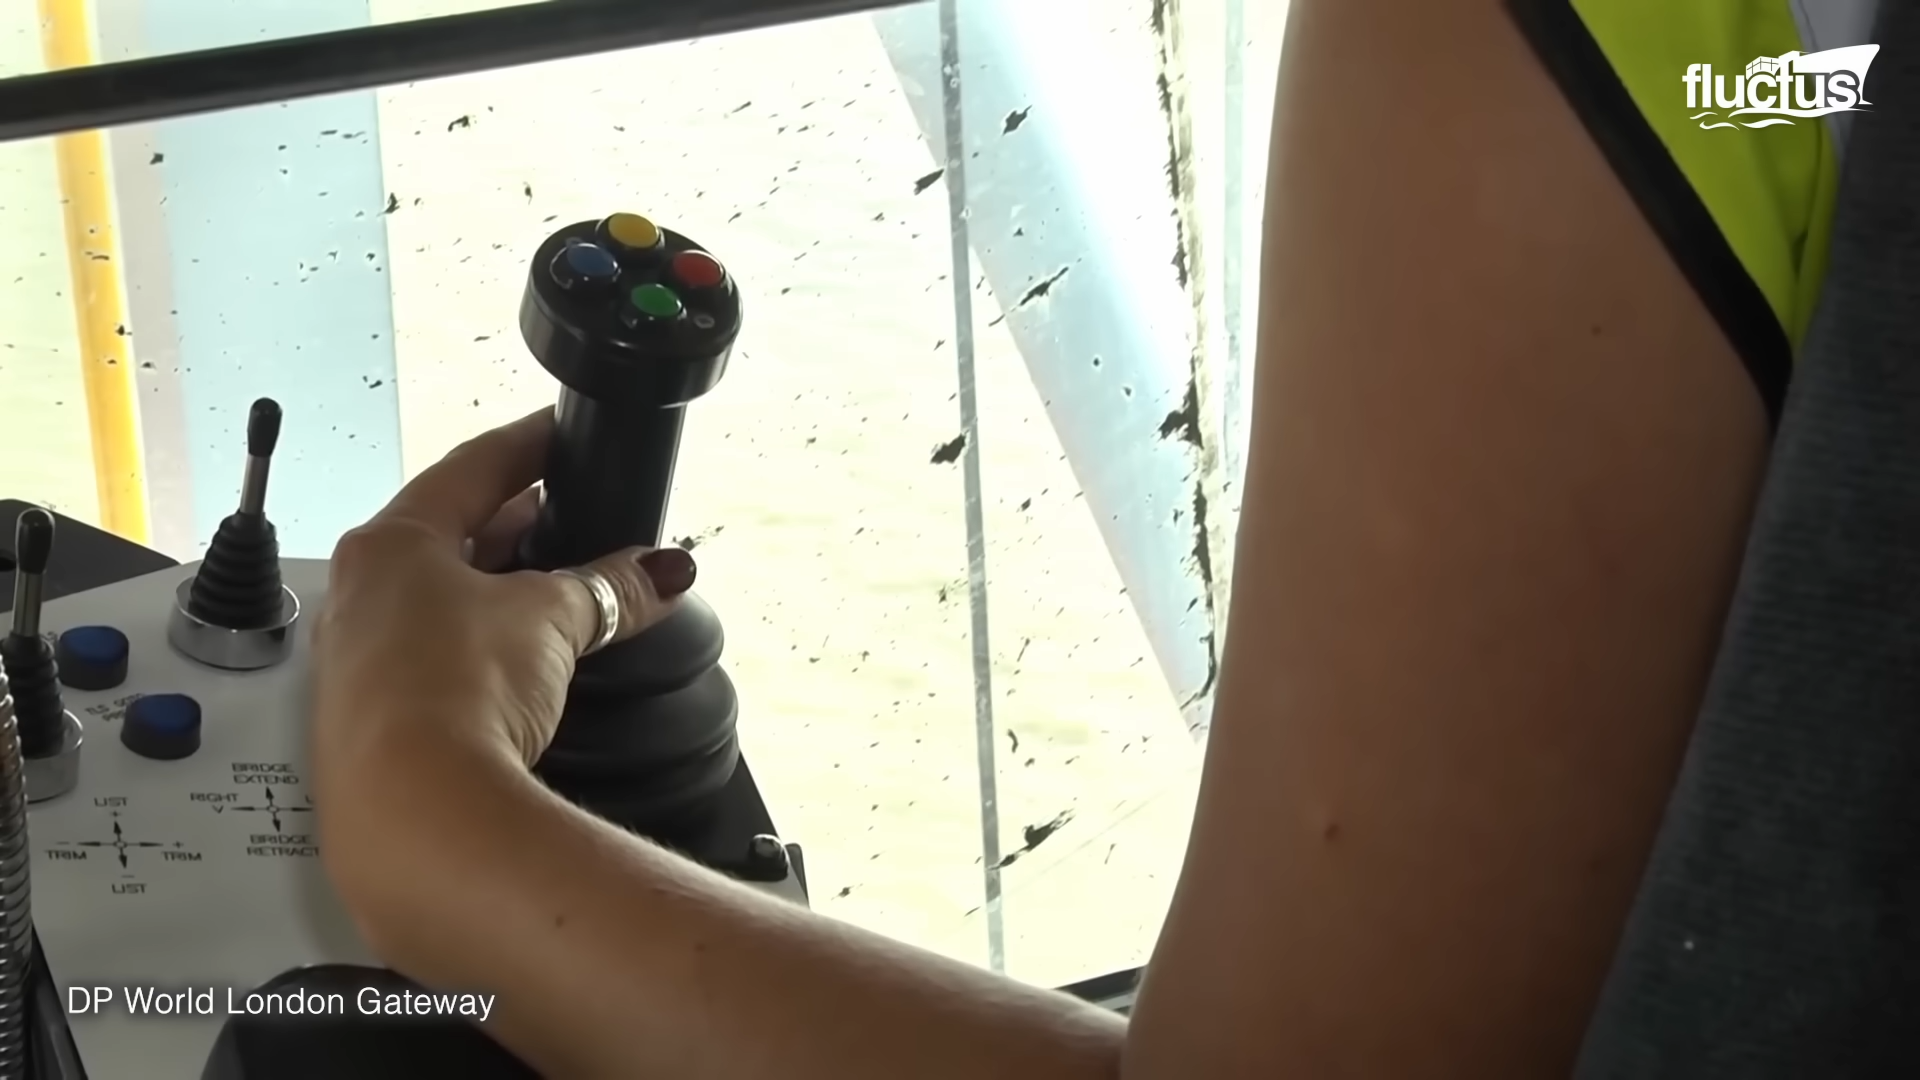 fluctus
BRIDGE
EXTEND
RIGHT
LIST
+
V
BRIDGE
RETRACT
- +
TRIM TRIM
-
LIST
DP World London Gateway